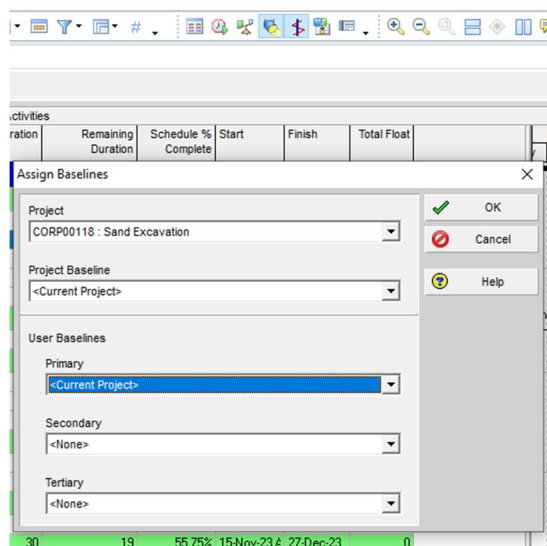 Activities
ration Remaining Duration Schedule % Complete Start Finish Total Float
Assign Baselines
Project
CORP00118 : Sand Excavation
OK
Cancel
Project Baseline
<Current Project>
Help
User Baselines
Primary
<Current Project>
Secondary
<None>
Tertiary
<None>
30 19 55.75% 15-Nov-23 A 27-Dec-23 0